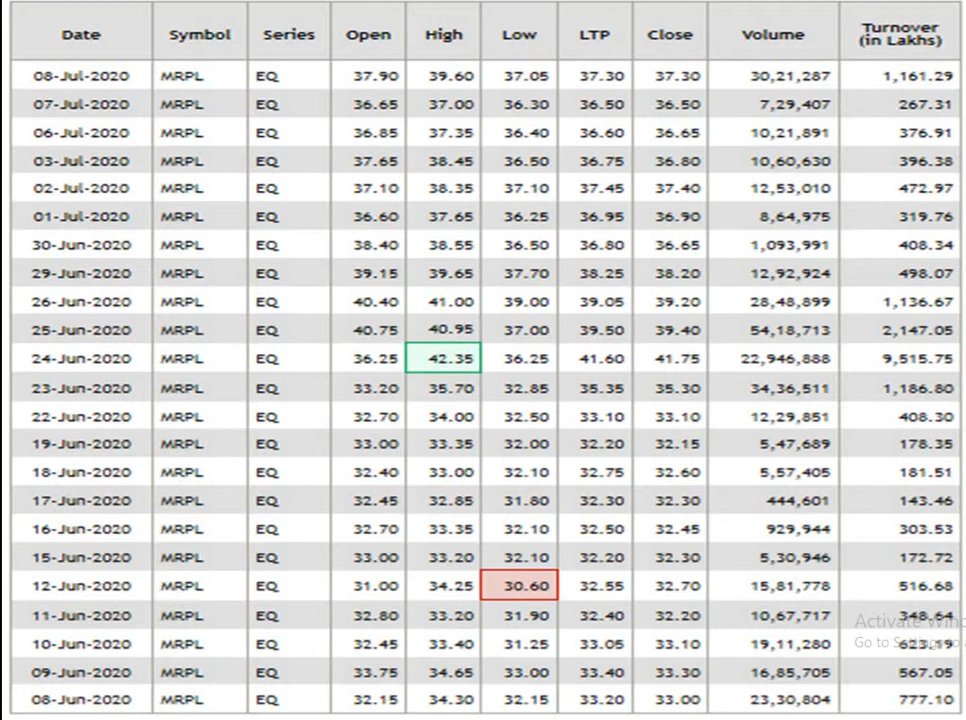 Date Symbol Series Open High Low LTP Close Volume Turnover (in Lakhs)
08-Jul-2020 MRPL EQ 37.90 39.60 37.05 37.30 37.30 30,21,287 1,161.29
07-Jul-2020 MRPL EQ 36.65 37.00 36.30 36.50 36.50 7,29,407 267.31
06-Jul-2020 MRPL EQ 36.85 37.35 36.40 36.60 36.65 10,21,891 376.91
03-Jul-2020 MRPL EQ 37.65 38.45 36.50 36.75 36.80 10,60,630 396.38
02-Jul-2020 MRPL EQ 37.10 38.35 37.10 37.45 37.40 12,53,010 472.97
01-Jul-2020 MRPL EQ 36.60 37.65 36.25 36.95 36.90 8,64,975 319.76
30-Jun-2020 MRPL EQ 38.40 38.55 36.50 36.80 36.65 1,093,991 408.34
29-Jun-2020 MRPL EQ 39.15 39.65 37.70 38.25 38.20 12,92,924 498.07
26-Jun-2020 MRPL EQ 40.40 41.00 39.00 39.05 39.20 28,48,899 1,136.67
25-Jun-2020 MRPL EQ 40.75 40.95 37.00 39.50 39.40 54,18,713 2,147.05
24-Jun-2020 MRPL EQ 36.25 42.35 36.25 41.60 41.75 22,946,888 9,515.75
23-Jun-2020 MRPL EQ 33.20 35.70 32.85 35.35 35.30 34,36,511 1,186.80
22-Jun-2020 MRPL EQ 32.70 34.00 32.50 33.10 33.10 12,29,851 408.30
19-Jun-2020 MRPL EQ 33.00 33.35 32.00 32.20 32.15 5,47,689 178.35
18-Jun-2020 MRPL EQ 32.40 33.00 32.10 32.75 32.60 5,57,405 181.51
17-Jun-2020 MRPL EQ 32.45 32.85 31.80 32.30 32.30 444,601 143.46
16-Jun-2020 MRPL EQ 32.70 33.35 32.10 32.50 32.45 929,944 303.53
15-Jun-2020 MRPL EQ 33.00 33.20 32.10 32.20 32.30 5,30,946 172.72
12-Jun-2020 MRPL EQ 31.00 34.25 30.60 32.55 32.70 15,81,778 516.68
11-Jun-2020 MRPL EQ 32.80 33.20 31.90 32.40 32.20 10,67,717 348.64
Activate Wind
10-Jun-2020 MRPL EQ 32.45 33.40 31.25 33.05 33.10 19,11,280 623.19
Go to Settings to
09-Jun-2020 MRPL EQ 33.75 34.65 33.00 33.40 33.30 16,85,705 567.05
08-Jun-2020 MRPL EQ 32.15 34.30 32.15 33.20 33.00 23,30,804 777.10